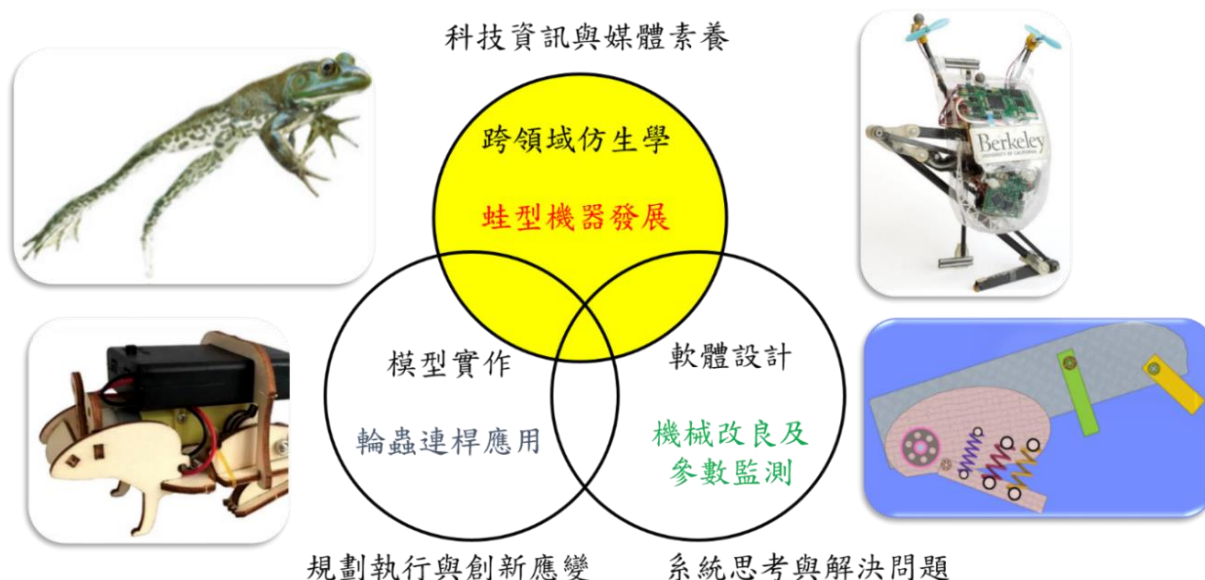 科技資訊與媒體素養
跨領域仿生學
蛙型機器發展
Berkeley
UNIVERSITY OF CALIFORNIA
模型實作
輪蟲連桿應用
軟體設計
機械改良及
參數監測
規劃執行與創新應變
系統思考與解決問題